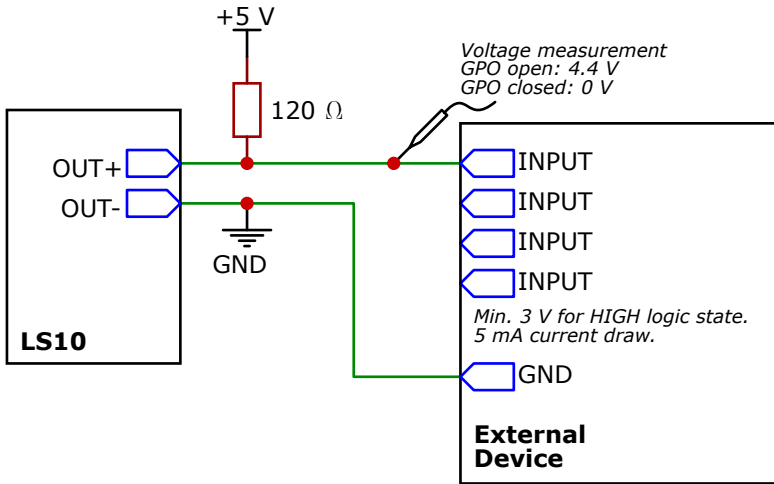 +5 V
Voltage measurement
GPO open: 4.4 V
GPO closed: 0 V
120 Ω
OUT+
OUT-
GND
LS10
INPUT
INPUT
INPUT
INPUT
Min. 3 V for HIGH logic state.
5 mA current draw.
GND
External
Device